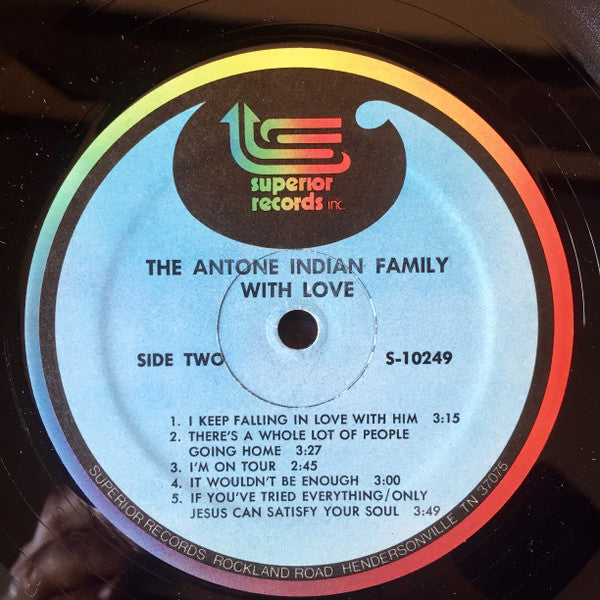 superior
records inc.
THE ANTONE INDIAN FAMILY
WITH LOVE
SIDE TWO
S-10249
1. I KEEP FALLING IN LOVE WITH HIM 3:15
2. THERE'S A WHOLE LOT OF PEOPLE
GOING HOME 3:27
3. I'M ON TOUR 2:45
4. IT WOULDN'T BE ENOUGH 3:00
5. IF YOU'VE TRIED EVERYTHING/ONLY
JESUS CAN SATISFY YOUR SOUL 3:49
SUPERIOR RECORDS ROCKLAND ROAD HENDERSONVILLE TN 37075